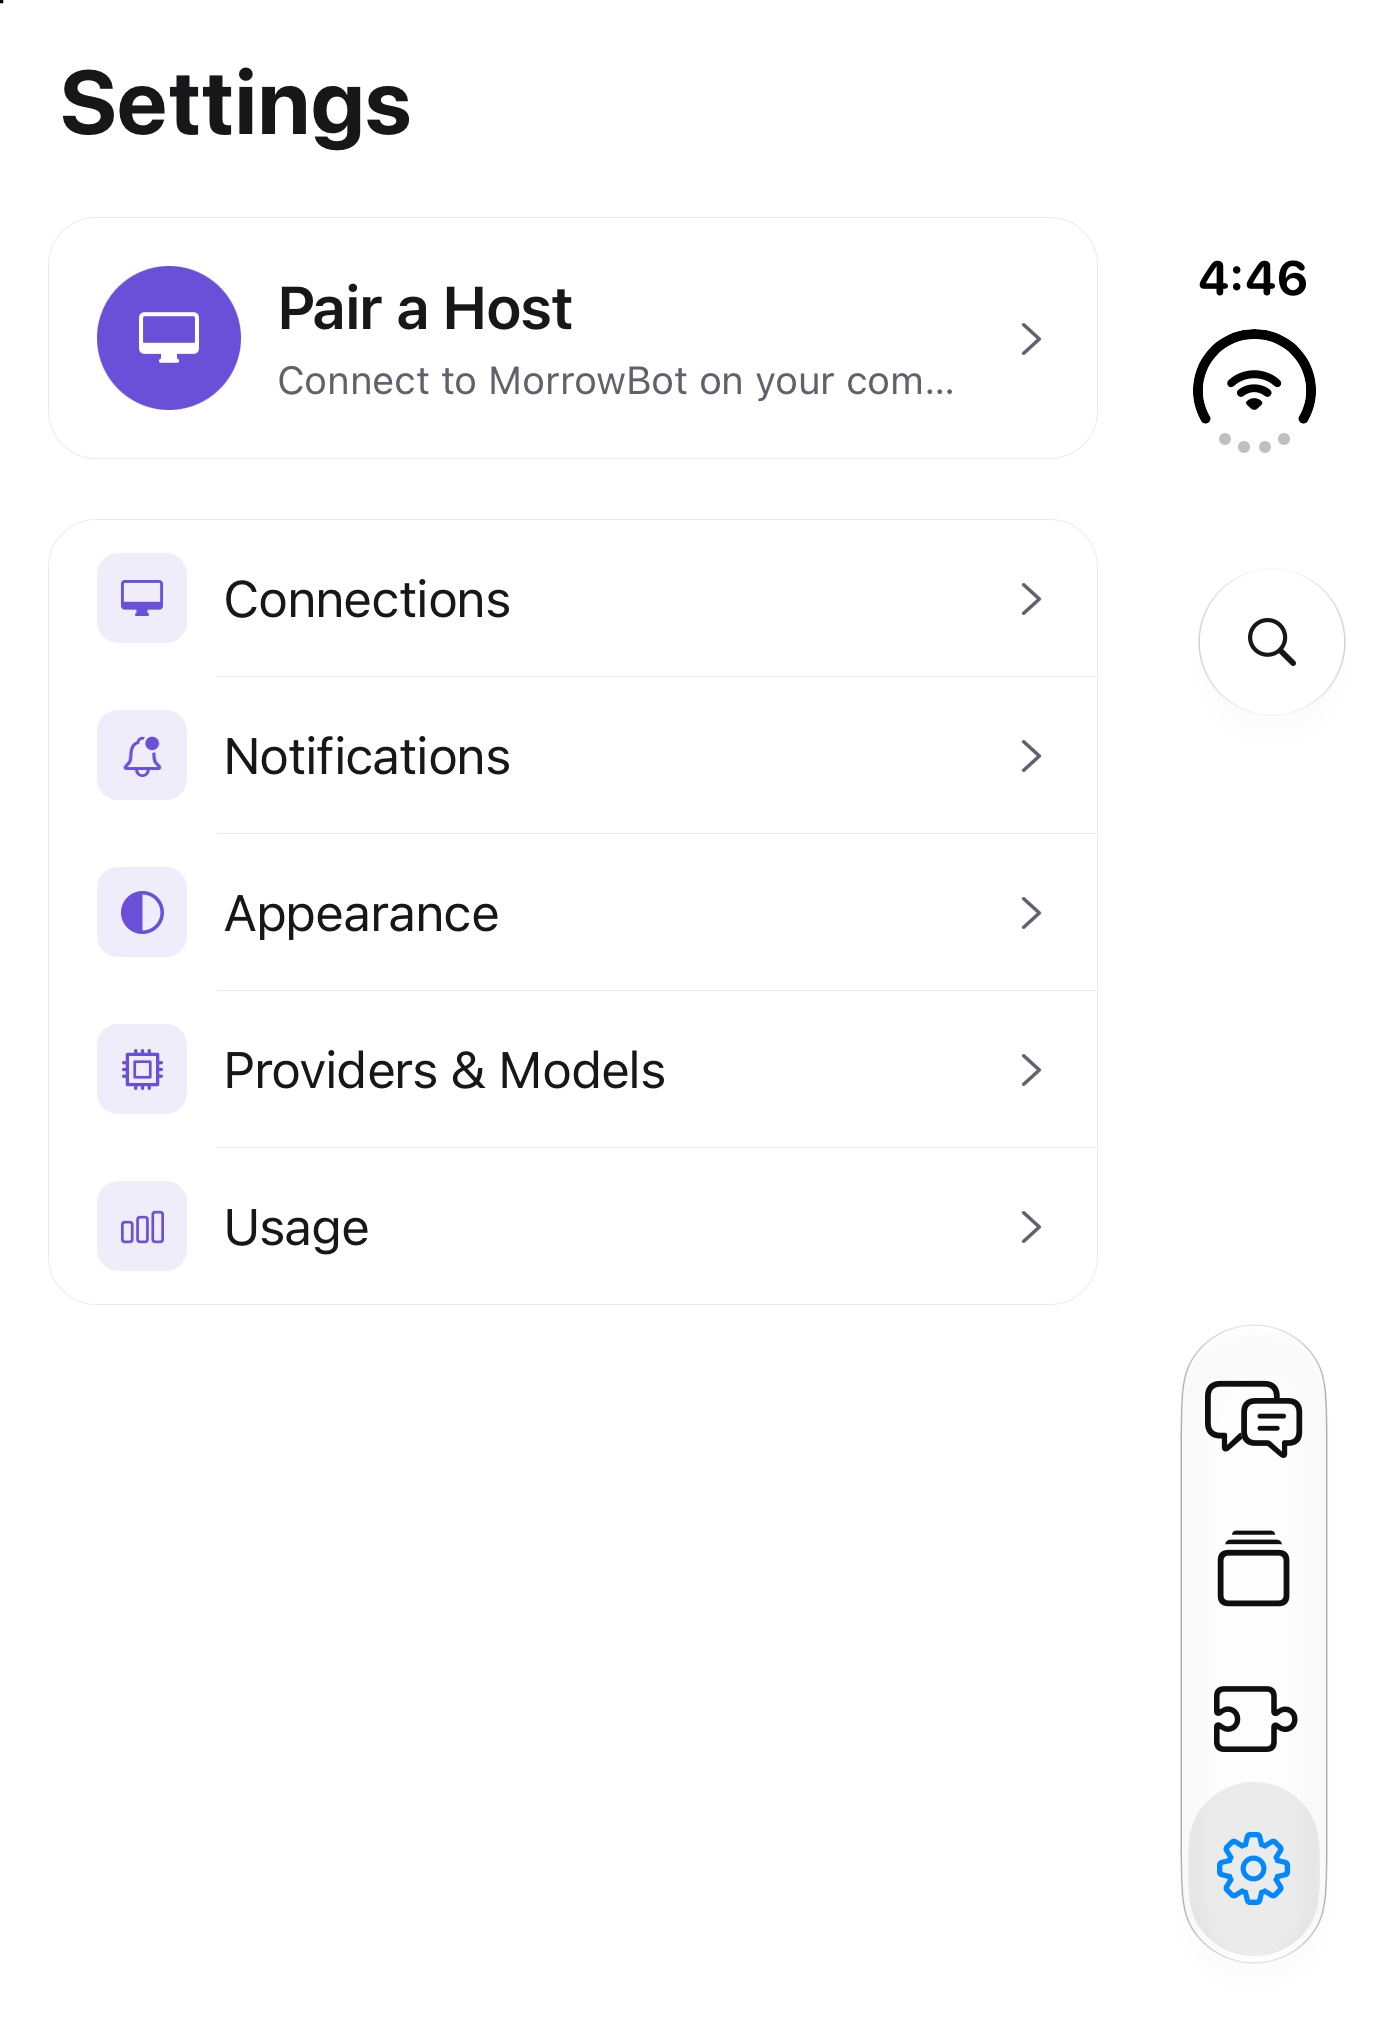 Settings
Pair a Host
Connect to MorrowBot on your com...
4:46
Connections
Notifications
Appearance
Providers & Models
Usage